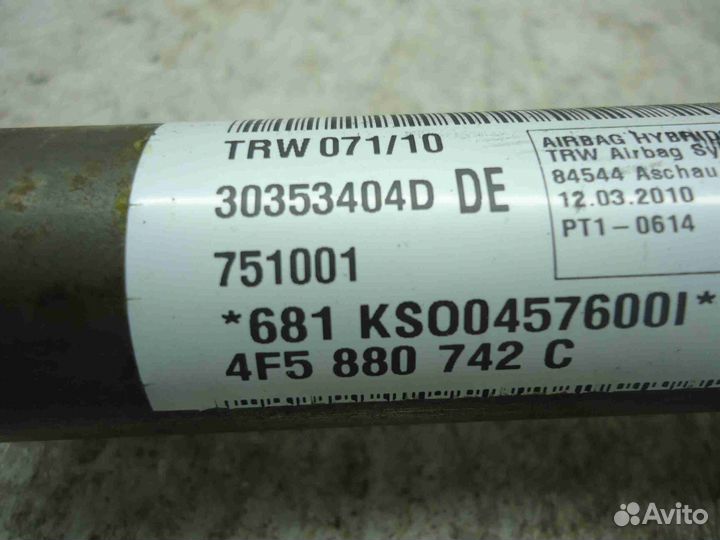 TRW 071/10
30353404D DE
751001
*681 KSO0457600I*
4F5 880 742 C
AIRBAG HYBRID
TRW Airbag Sy
84544 Aschau
12.03.2010
PT1-0614
Avito